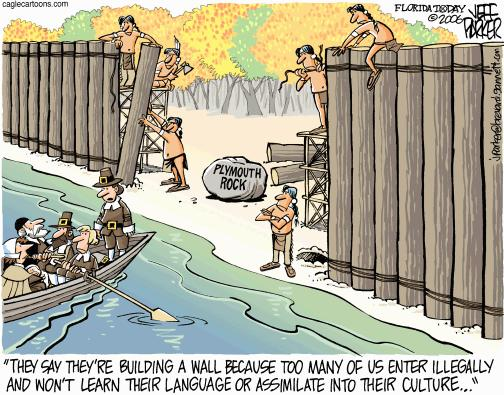 caglecartoons.com
FLORIDA TODAY
©2006
JEFF PARKER
PLYMOUTH
ROCK
"THEY SAY THEY'RE BUILDING A WALL BECAUSE TOO MANY OF US ENTER ILLEGALLY
AND WON'T LEARN THEIR LANGUAGE OR ASSIMILATE INTO THEIR CULTURE..."